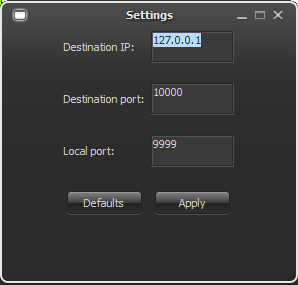 Settings
Destination IP: 127.0.0.1
Destination port: 10000
Local port: 9999
Defaults Apply